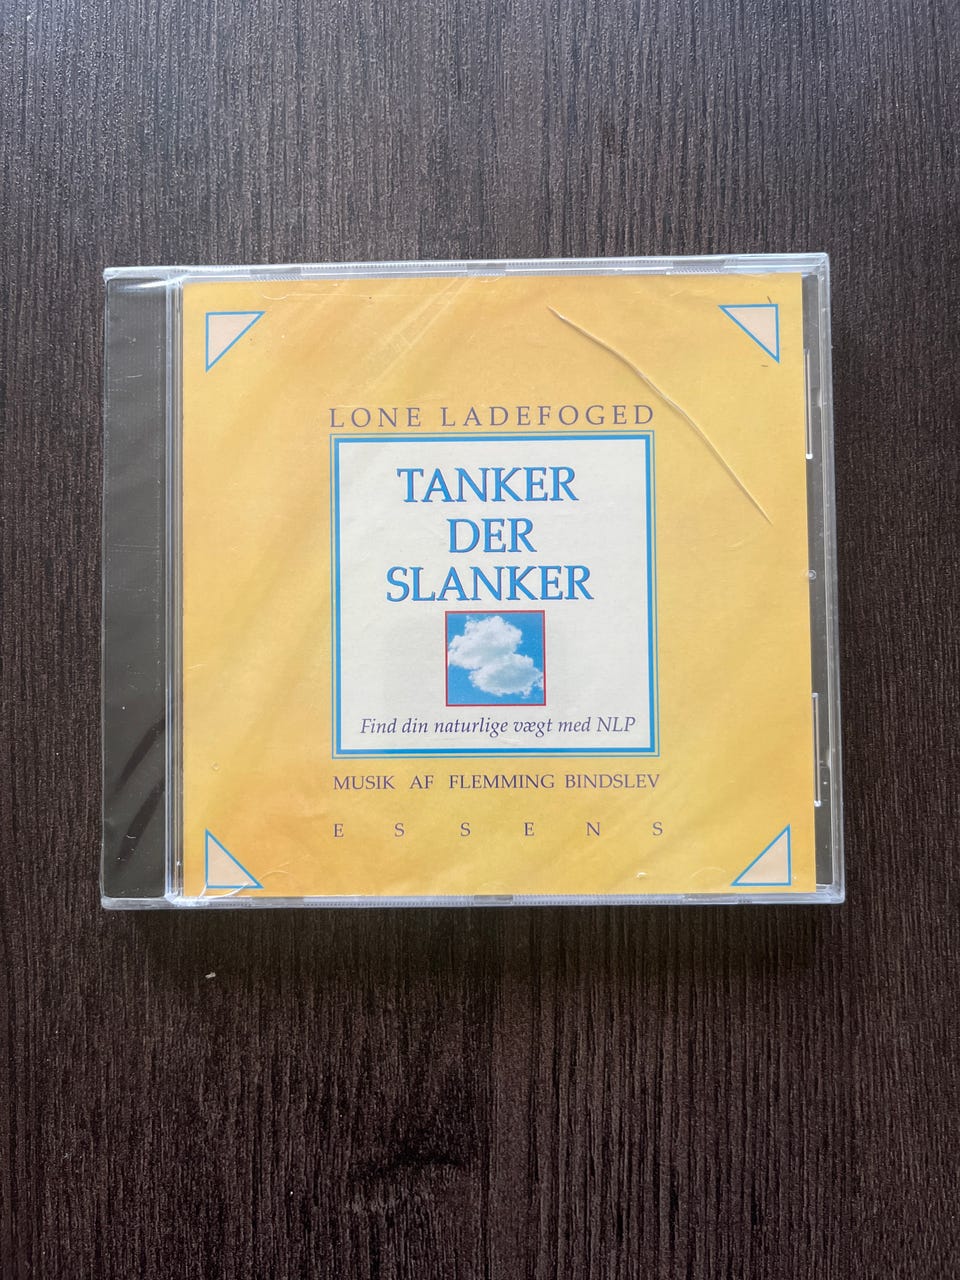 LONE LADEFOGED
TANKER
DER
SLANKER
Find din naturlige vægt med NLP
MUSIK AF FLEMMING BINDSLEV
E S S E N S